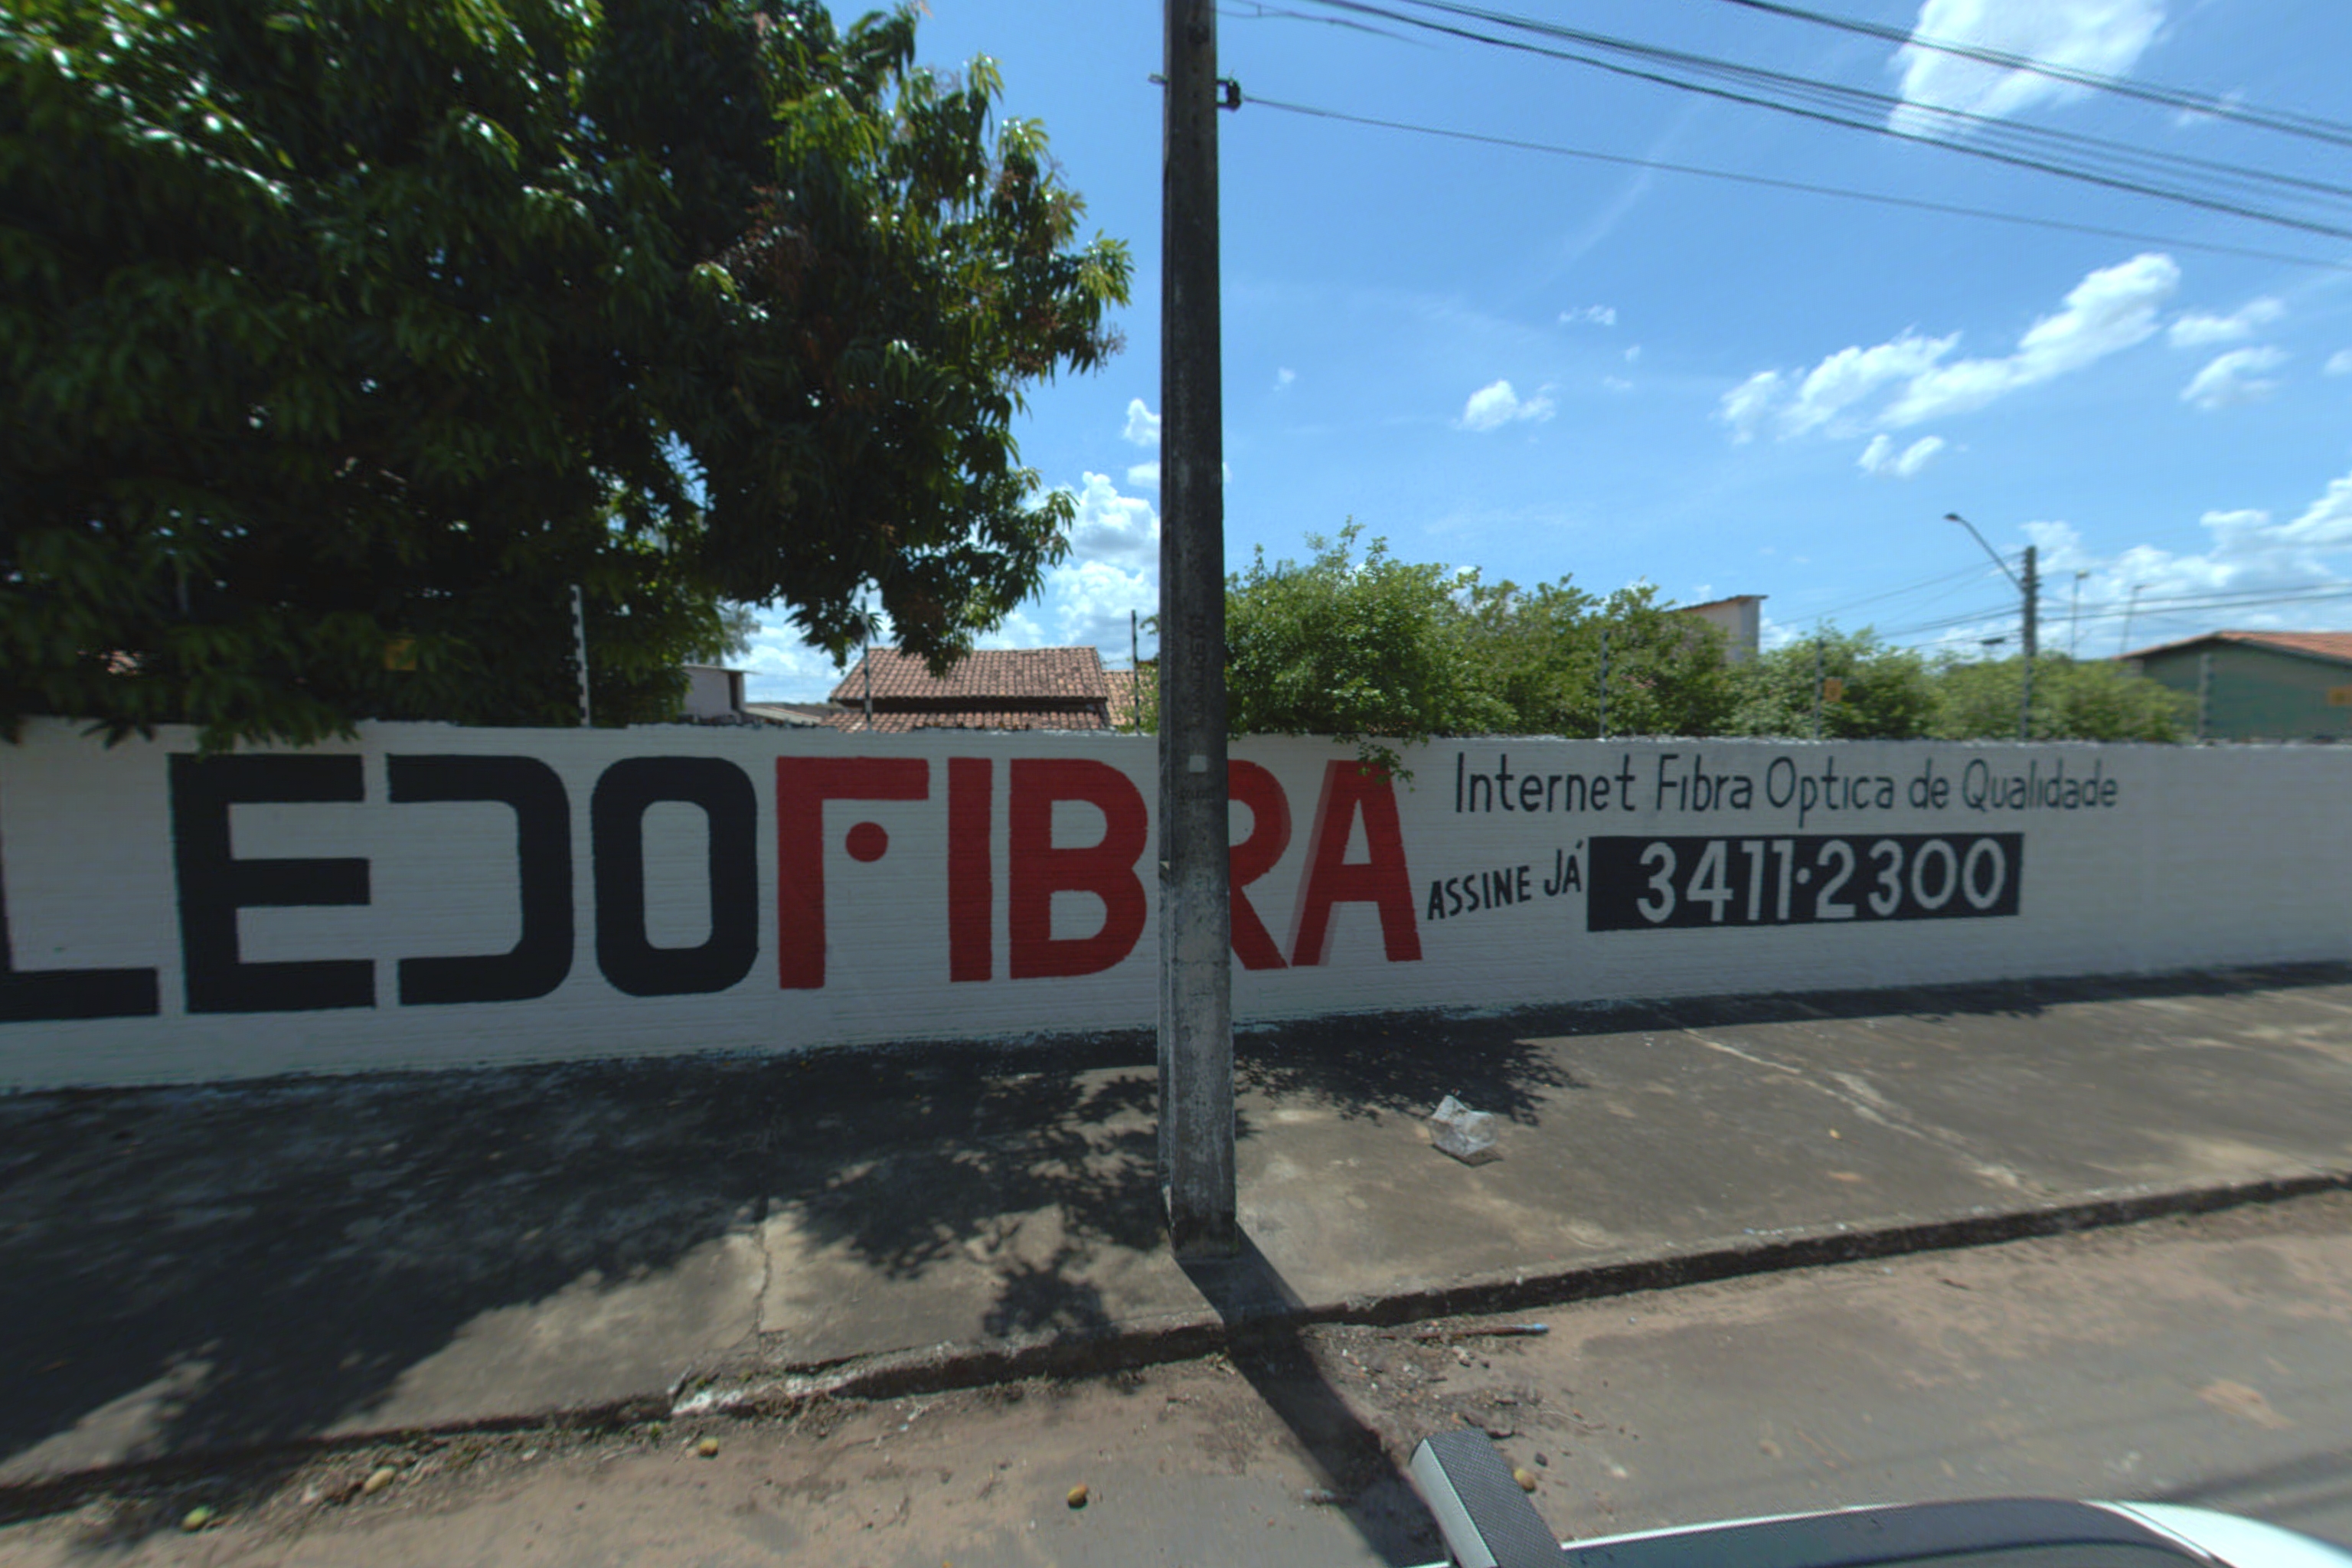 LEDOFIBRA
Internet Fibra Optica de Qualidade
ASSINE JÁ 3411·2300